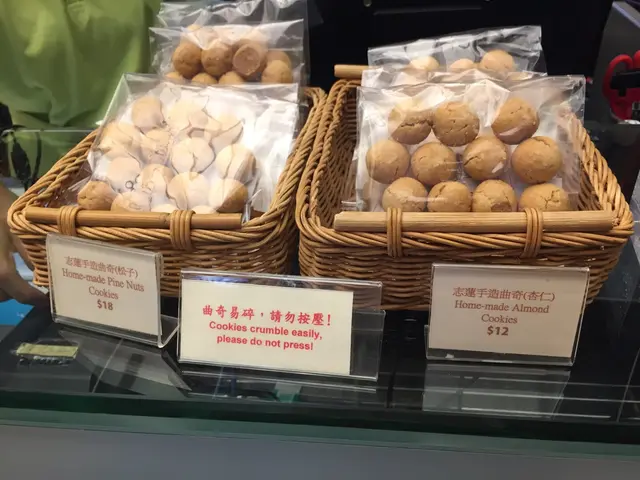 志蓮手造曲奇(松子)
Home-made Pine Nuts
Cookies
$18
曲奇易碎，請勿按壓!
Cookies crumble easily,
please do not press!
志蓮手造曲奇(杏仁)
Home-made Almond
Cookies
$12